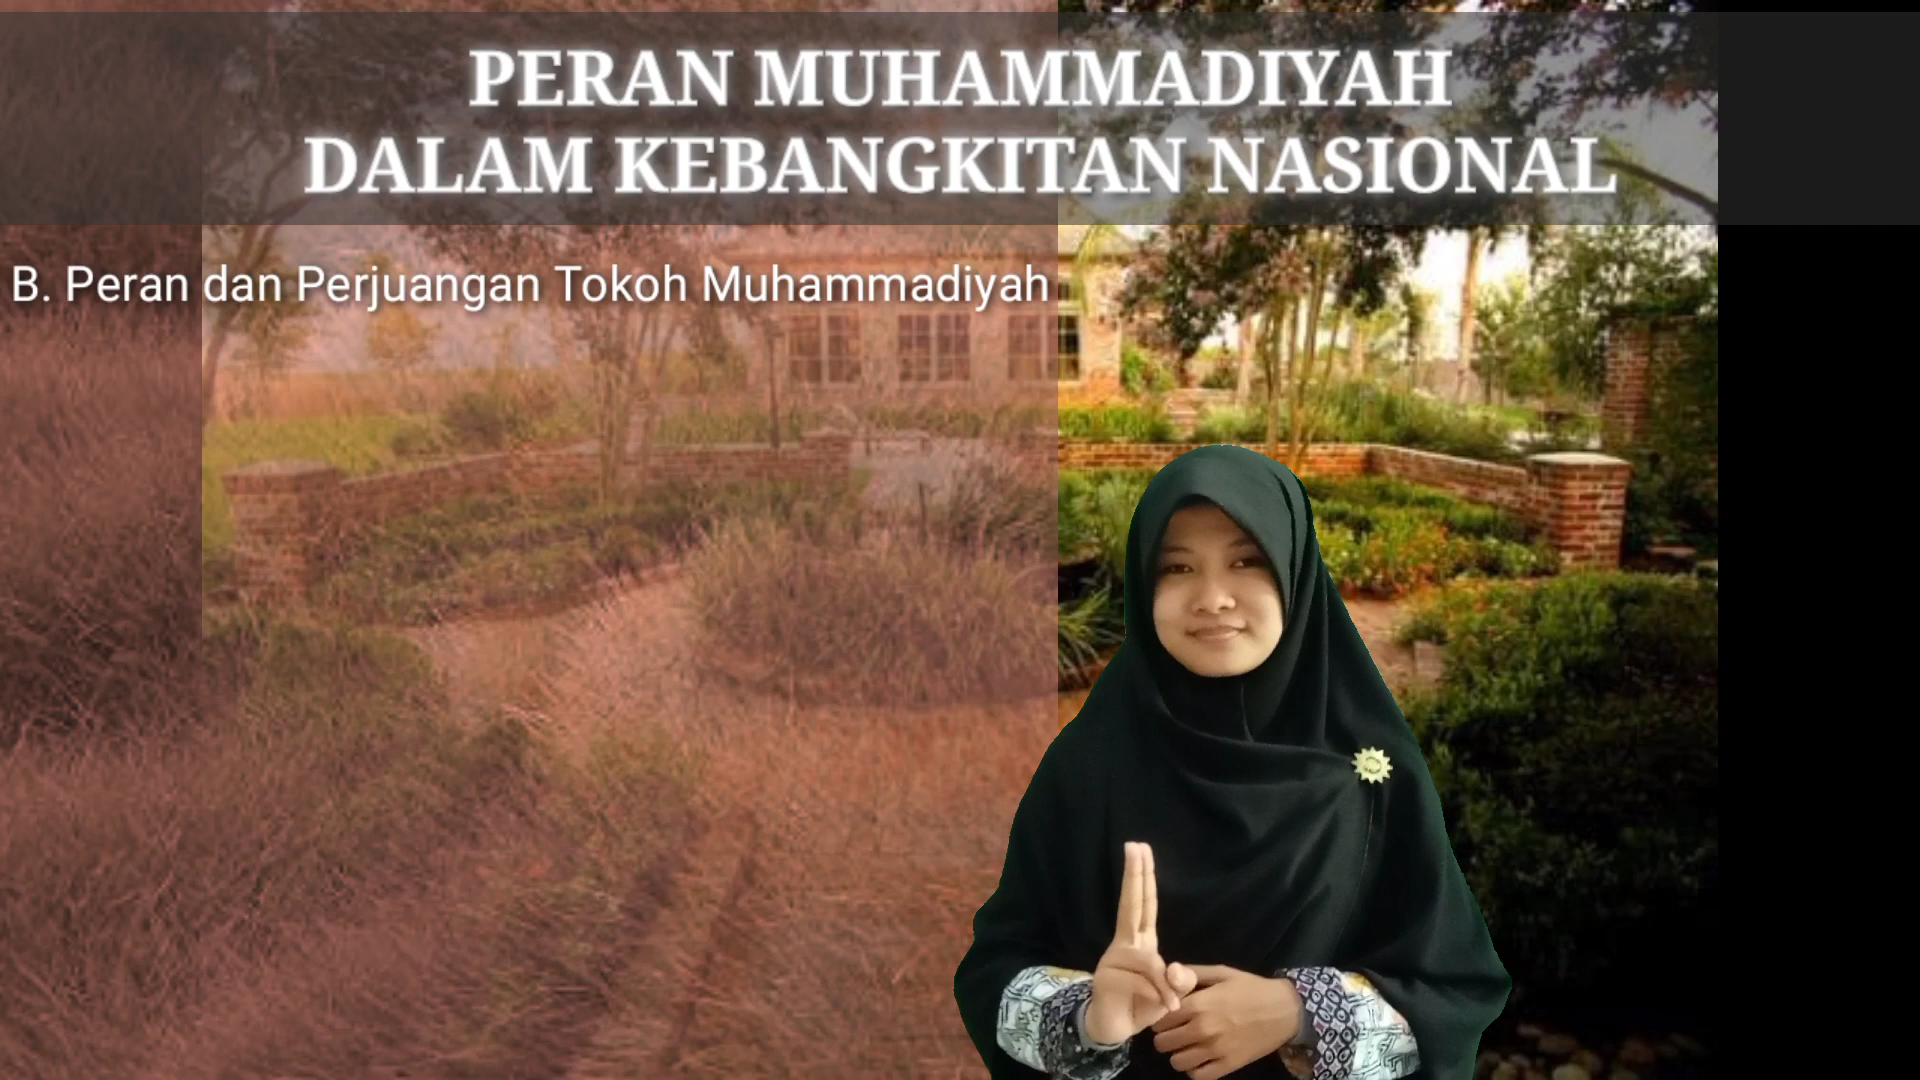 PERAN MUHAMMADIYAH
DALAM KEBANGKITAN NASIONAL
B. Peran dan Perjuangan Tokoh Muhammadiyah